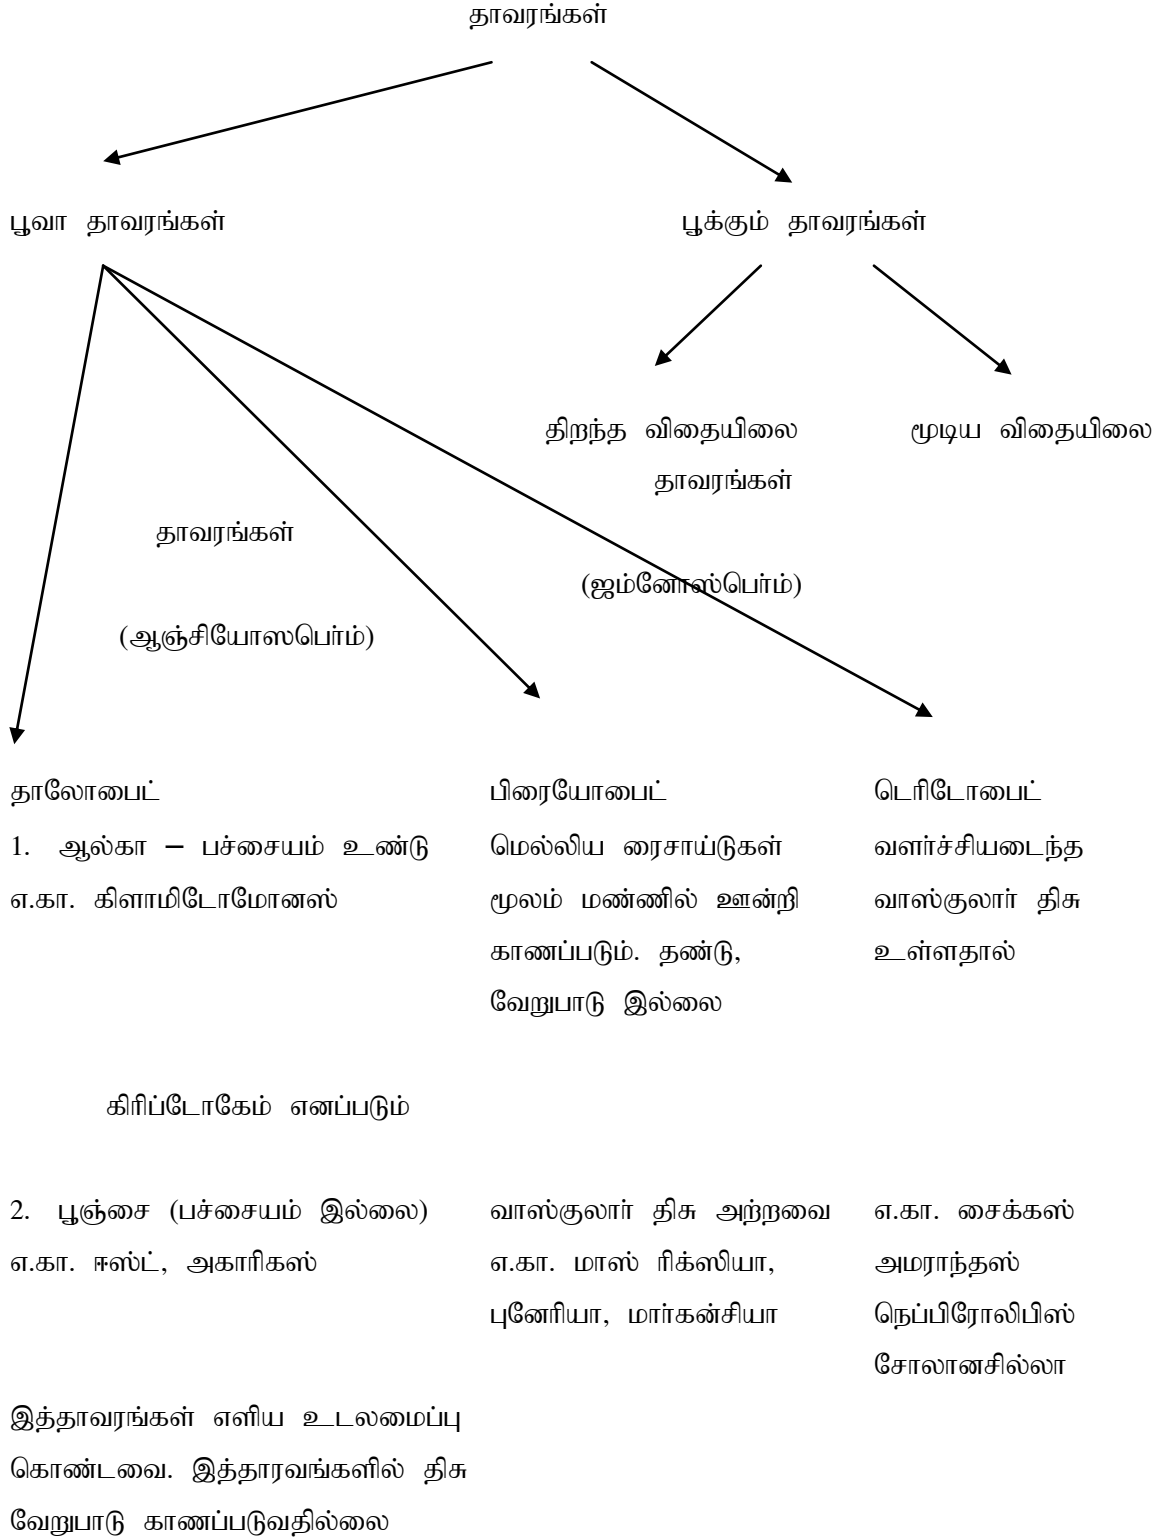 தாவரங்கள்
பூவா தாவரங்கள்
பூக்கும் தாவரங்கள்
திறந்த விதையிலை
மூடிய விதையிலை
தாவரங்கள்
தாவரங்கள்
(ஜம்னோஸ்பெர்ம்)
(ஆஞ்சியோஸபெர்ம்)
தாலோபைட்
1. ஆல்கா – பச்சையம் உண்டு
எ.கா. கிளாமிடோமோனஸ்
பிரையோபைட்
மெல்லிய ரைசாய்டுகள்
மூலம் மண்ணில் ஊன்றி
காணப்படும். தண்டு,
வேறுபாடு இல்லை
டெரிடோபைட்
வளர்ச்சியடைந்த
வாஸ்குலார் திசு
உள்ளதால்
கிரிப்டோகேம் எனப்படும்
2. பூஞ்சை (பச்சையம் இல்லை)
எ.கா. ஈஸ்ட், அகாரிகஸ்
வாஸ்குலார் திசு அற்றவை
எ.கா. மாஸ் ரிக்ஸியா,
புனேரியா, மார்கன்சியா
எ.கா. சைக்கஸ்
அமராந்தஸ்
நெப்பிரோலிபிஸ்
சோலானசில்லா
இத்தாவரங்கள் எளிய உடலமைப்பு
கொண்டவை. இத்தாரவங்களில் திசு
வேறுபாடு காணப்படுவதில்லை